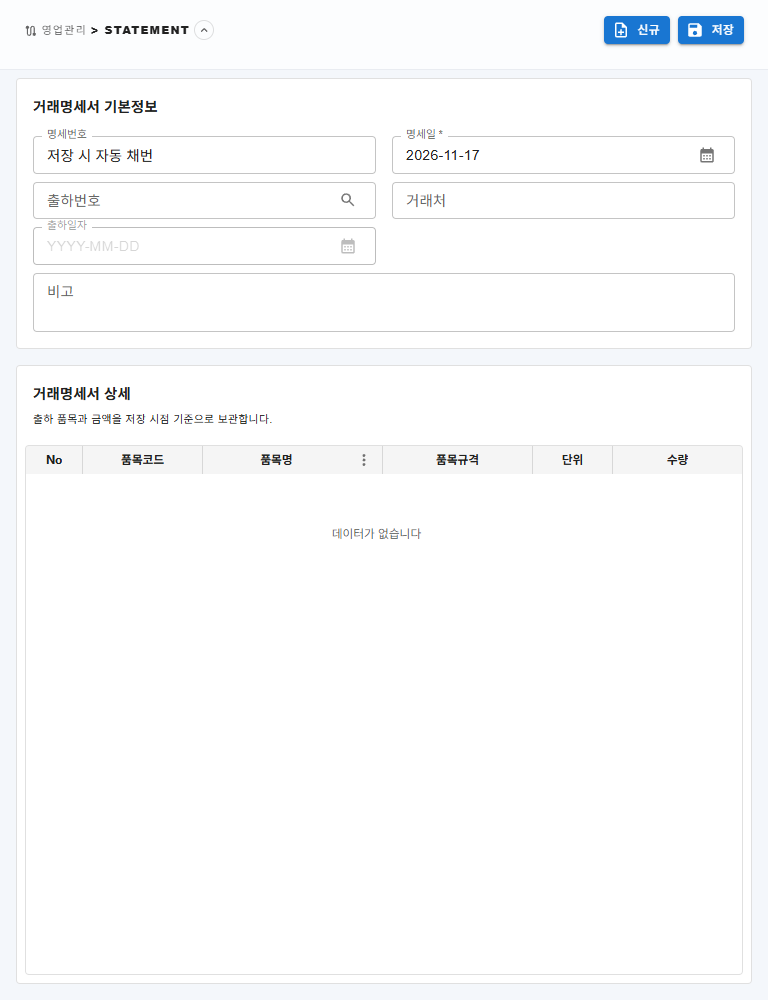 영업관리 > STATEMENT
신규
저장
거래명세서 기본정보
명세번호
저장 시 자동 채번
명세일 *
2026-11-17
출하번호
거래처
출하일자
YYYY-MM-DD
비고
거래명세서 상세
출하 품목과 금액을 저장 시점 기준으로 보관합니다.
No 품목코드 품목명 품목규격 단위 수량
데이터가 없습니다